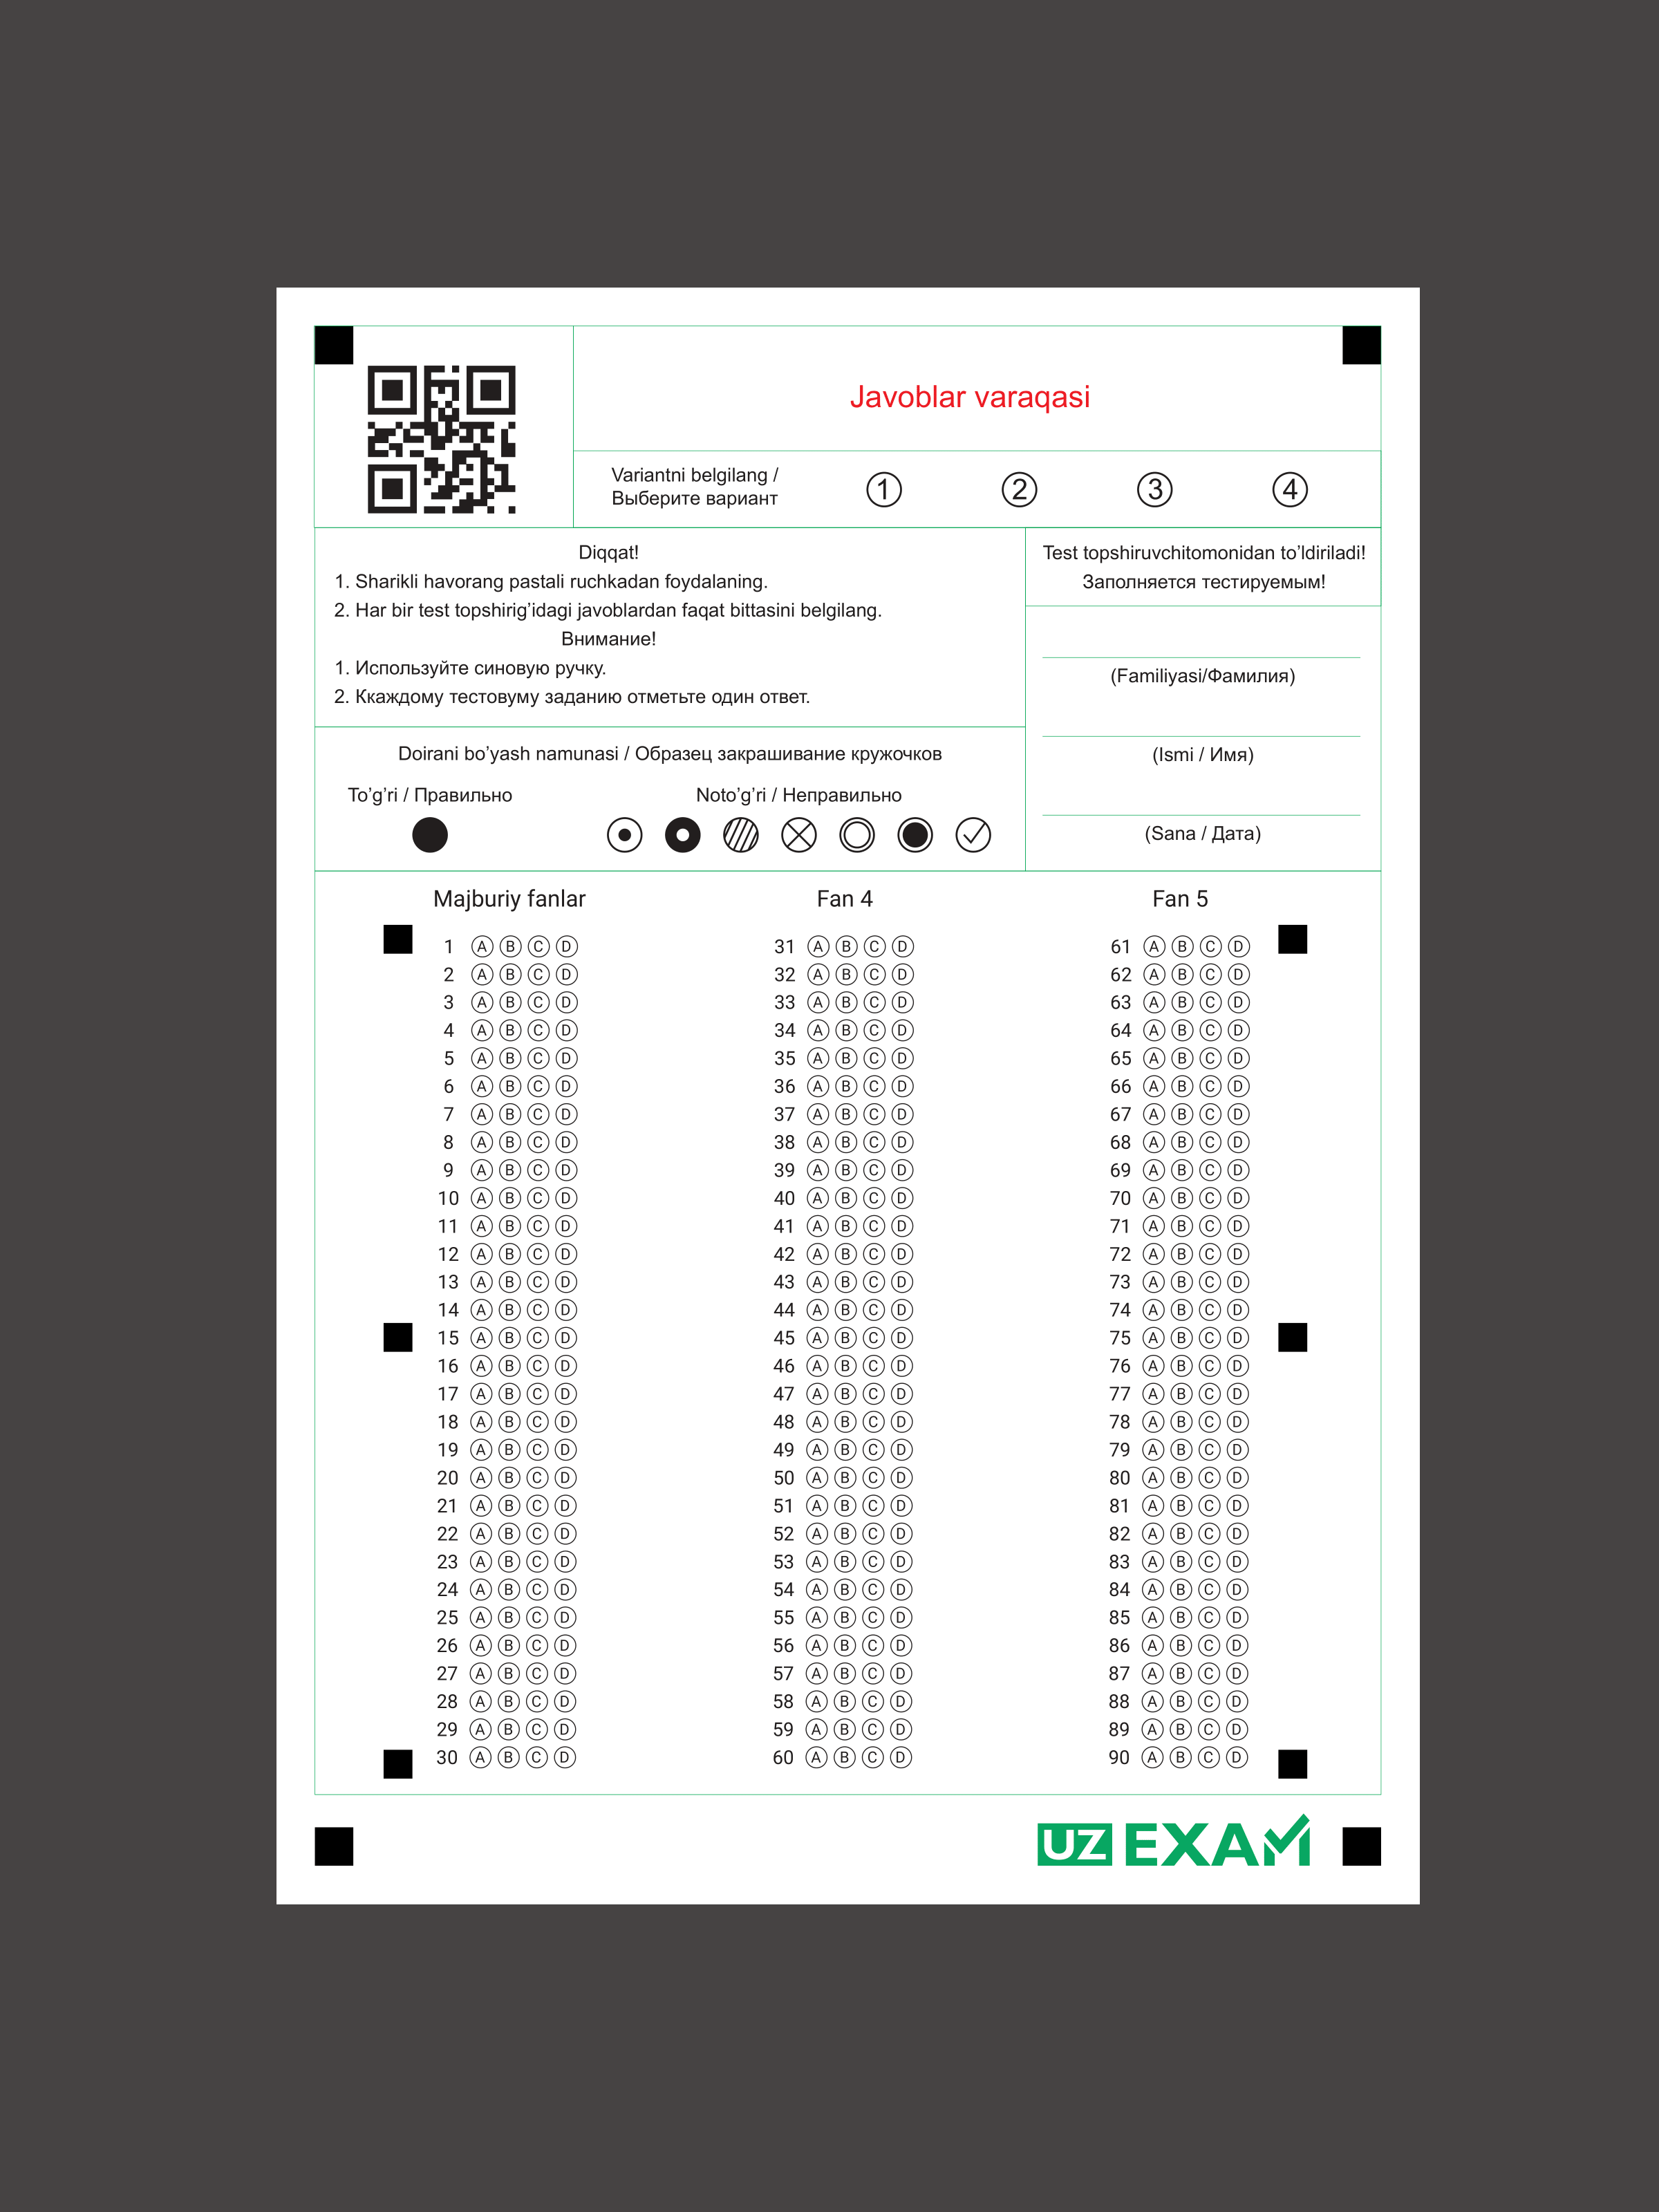 Javoblar varaqasi
Variantni belgilang /
Выберите вариант
1 2 3 4
Diqqat!
1. Sharikli havorang pastali ruchkadan foydalaning.
2. Har bir test topshirig’idagi javoblardan faqat bittasini belgilang.
Внимание!
1. Используйте синовую ручку.
2. Ккаждому тестовуму заданию отметьте один ответ.
Test topshiruvchitomonidan to’ldiriladi!
Заполняется тестируемым!
(Familiyasi/Фамилия)
(Ismi / Имя)
(Sana / Дата)
Doirani bo’yash namunasi / Образец закрашивание кружочков
To’g’ri / Правильно
Noto’g’ri / Неправильно
Majburiy fanlar
1 A B C D
2 A B C D
3 A B C D
4 A B C D
5 A B C D
6 A B C D
7 A B C D
8 A B C D
9 A B C D
10 A B C D
11 A B C D
12 A B C D
13 A B C D
14 A B C D
15 A B C D
16 A B C D
17 A B C D
18 A B C D
19 A B C D
20 A B C D
21 A B C D
22 A B C D
23 A B C D
24 A B C D
25 A B C D
26 A B C D
27 A B C D
28 A B C D
29 A B C D
30 A B C D
Fan 4
31 A B C D
32 A B C D
33 A B C D
34 A B C D
35 A B C D
36 A B C D
37 A B C D
38 A B C D
39 A B C D
40 A B C D
41 A B C D
42 A B C D
43 A B C D
44 A B C D
45 A B C D
46 A B C D
47 A B C D
48 A B C D
49 A B C D
50 A B C D
51 A B C D
52 A B C D
53 A B C D
54 A B C D
55 A B C D
56 A B C D
57 A B C D
58 A B C D
59 A B C D
60 A B C D
Fan 5
61 A B C D
62 A B C D
63 A B C D
64 A B C D
65 A B C D
66 A B C D
67 A B C D
68 A B C D
69 A B C D
70 A B C D
71 A B C D
72 A B C D
73 A B C D
74 A B C D
75 A B C D
76 A B C D
77 A B C D
78 A B C D
79 A B C D
80 A B C D
81 A B C D
82 A B C D
83 A B C D
84 A B C D
85 A B C D
86 A B C D
87 A B C D
88 A B C D
89 A B C D
90 A B C D
UZ EXAM